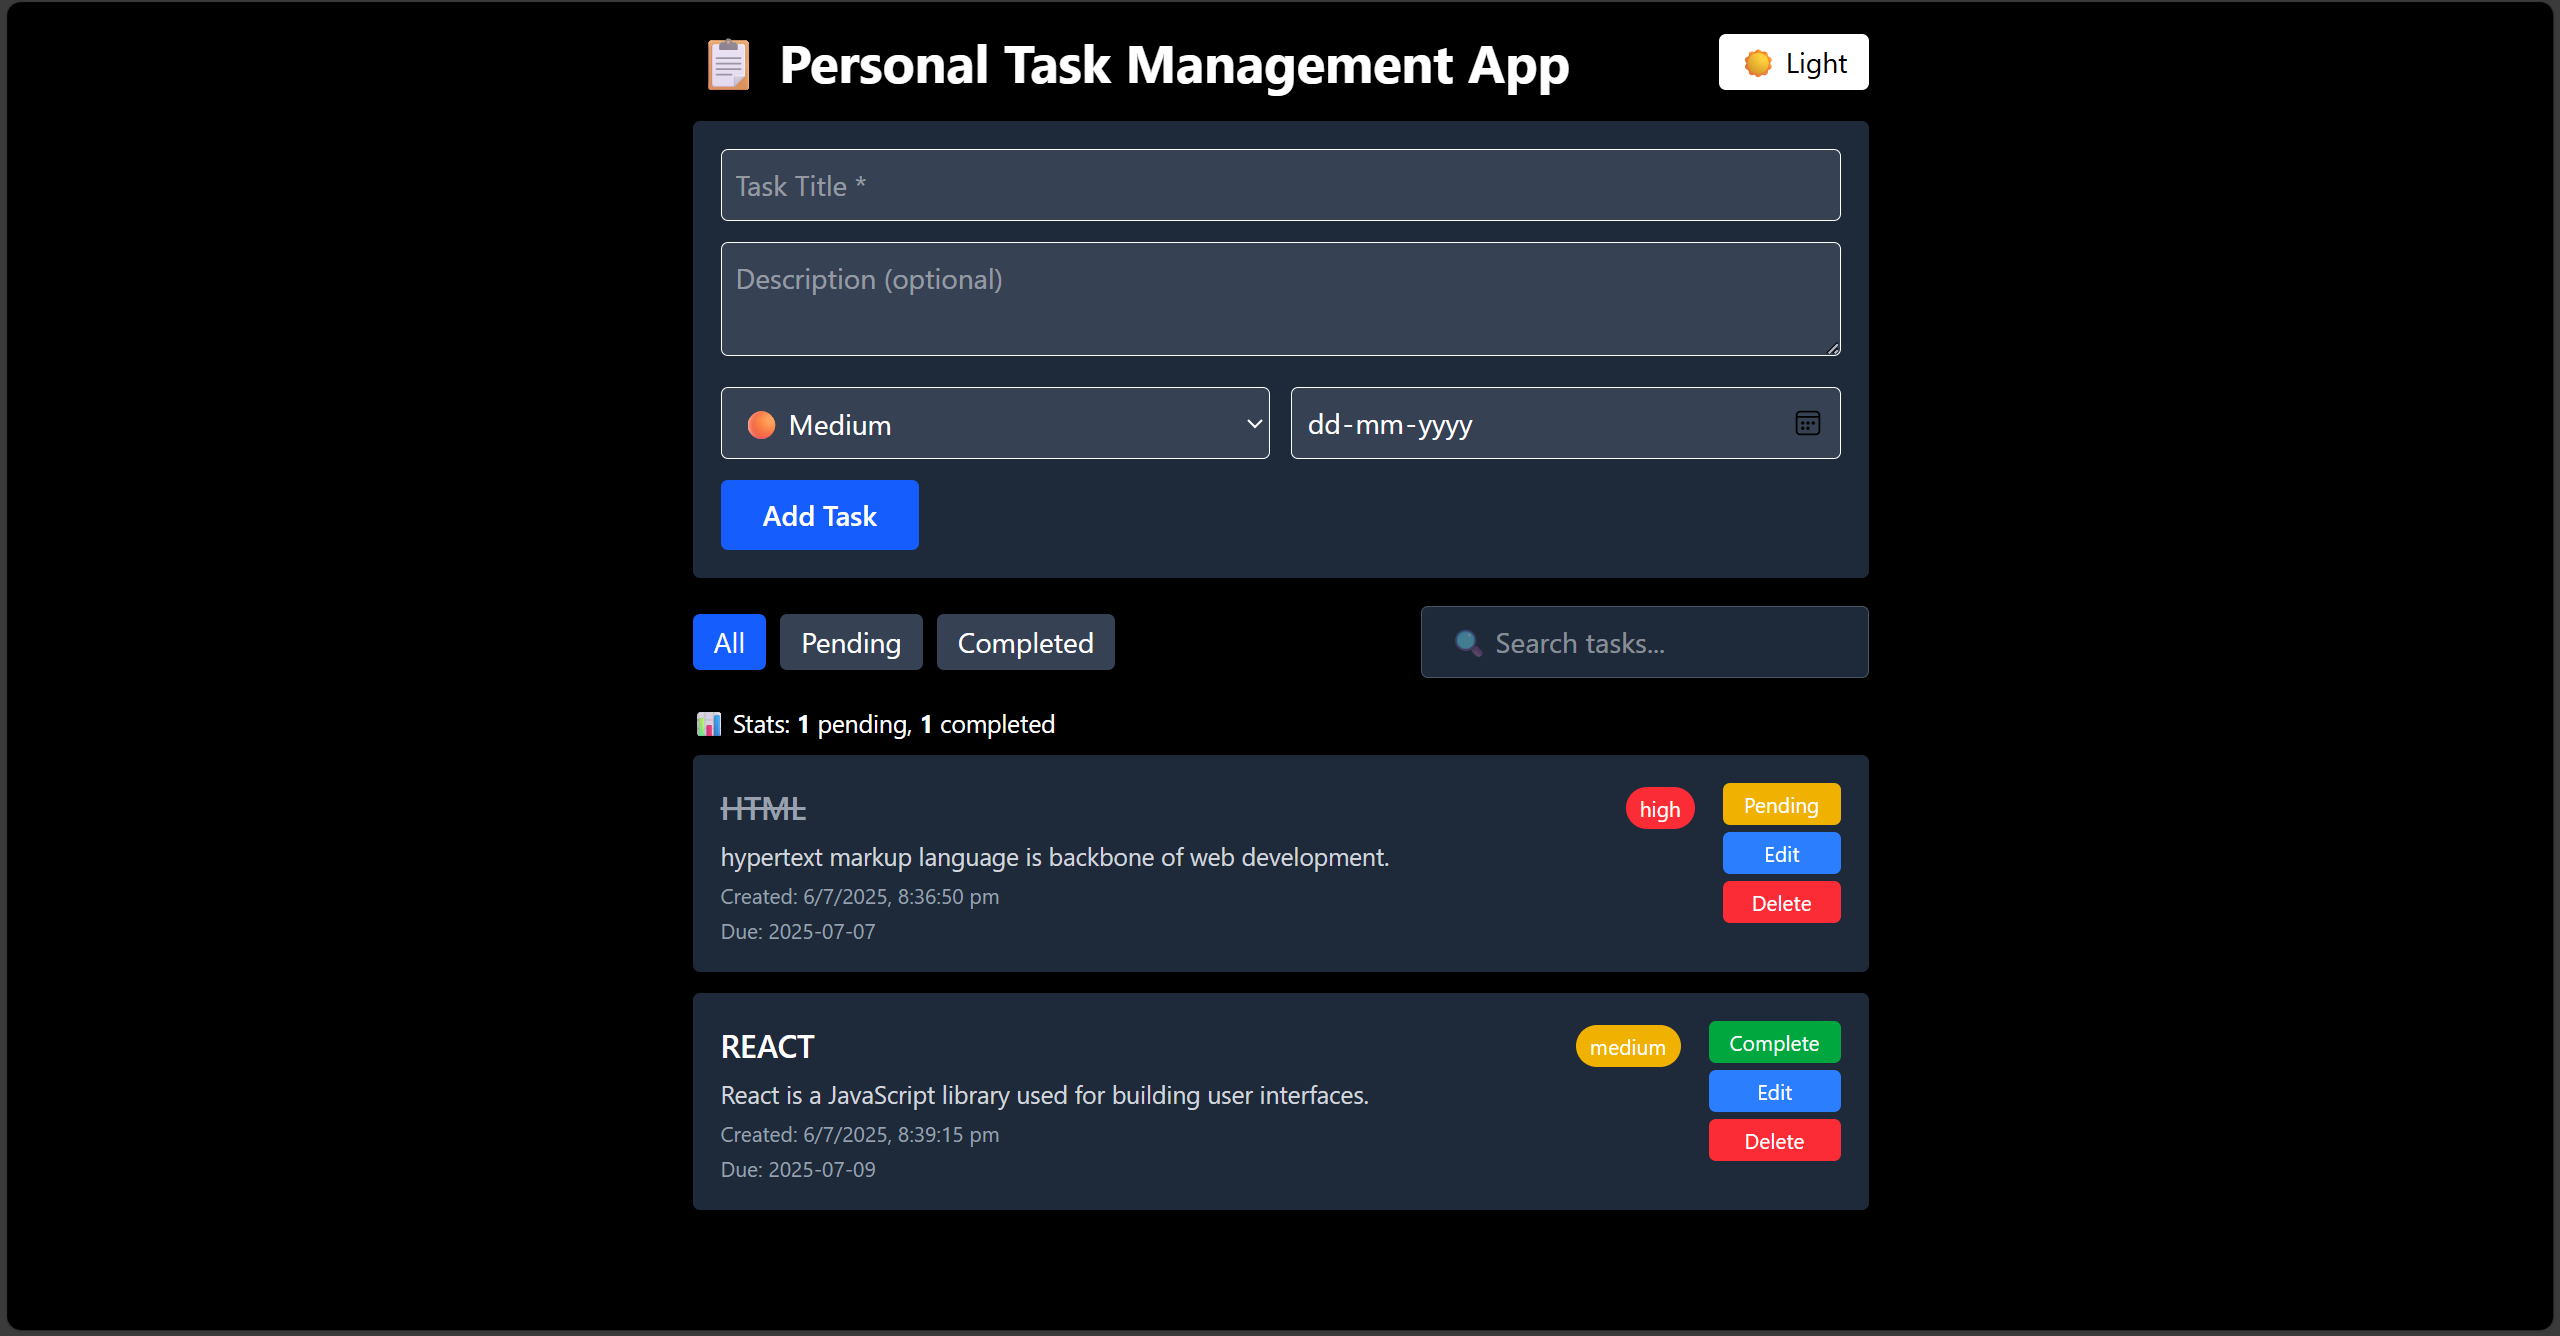 Personal Task Management App
Light
Task Title *
Description (optional)
Medium
dd-mm-yyyy
Add Task
All
Pending
Completed
Search tasks...
Stats: 1 pending, 1 completed
HTML
high
Pending
hypertext markup language is backbone of web development.
Edit
Created: 6/7/2025, 8:36:50 pm
Delete
Due: 2025-07-07
REACT
medium
Complete
React is a JavaScript library used for building user interfaces.
Edit
Created: 6/7/2025, 8:39:15 pm
Delete
Due: 2025-07-09